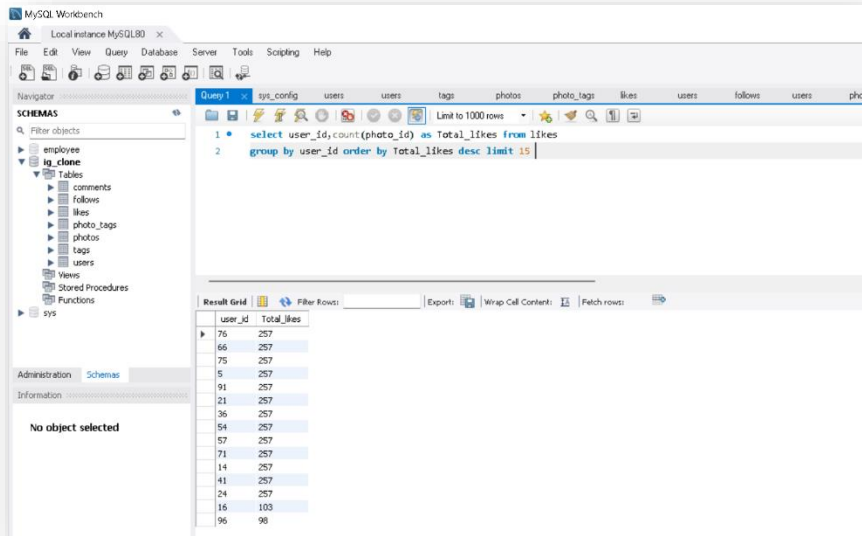 MySQL Workbench
Local instance MySQL80 ×
File Edit View Query Database Server Tools Scripting Help
Navigator
SCHEMAS
Filter objects
employee
ig_clone
Tables
comments
follows
likes
photo_tags
photos
tags
users
Views
Stored Procedures
Functions
sys
Administration Schemas
Information
No object selected
Query 1 × sys_config users users tags photos photo_tags likes users follows users pho
Limit to 1000 rows
1 select user_id,count(photo_id) as Total_likes from likes
2 group by user_id order by Total_likes desc limit 15
Result Grid Filter Rows: Export: Wrap Cell Content: Fetch rows:
user_id Total_likes
76 257
66 257
75 257
5 257
91 257
21 257
36 257
54 257
57 257
71 257
14 257
41 257
24 257
16 103
96 98